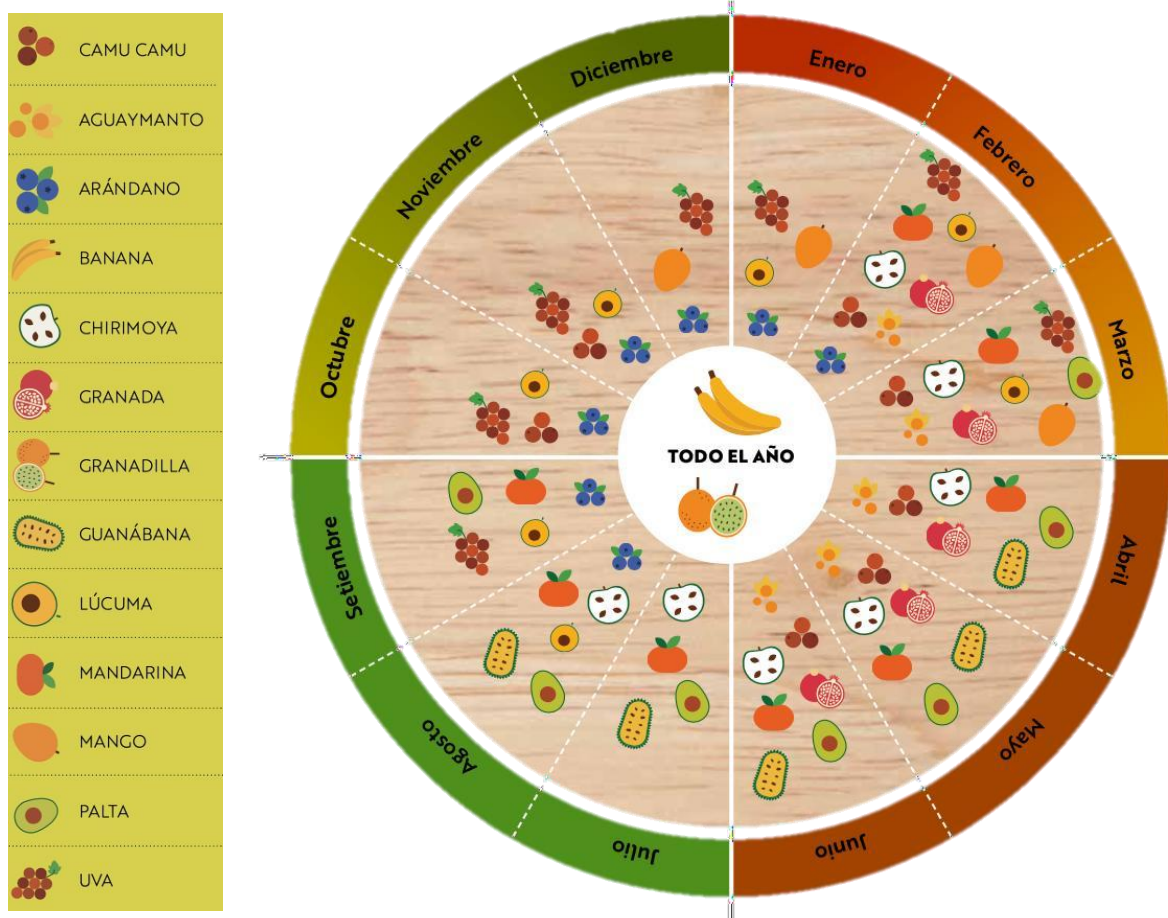 CAMU CAMU
AGUAYMANTO
ARÁNDANO
BANANA
CHIRIMOYA
GRANADA
GRANADILLA
GUANÁBANA
LÚCUMA
MANDARINA
MANGO
PALTA
UVA
Enero
Febrero
Marzo
Abril
Mayo
Junio
Julio
Agosto
Setiembre
Octubre
Noviembre
Diciembre
TODO EL AÑO